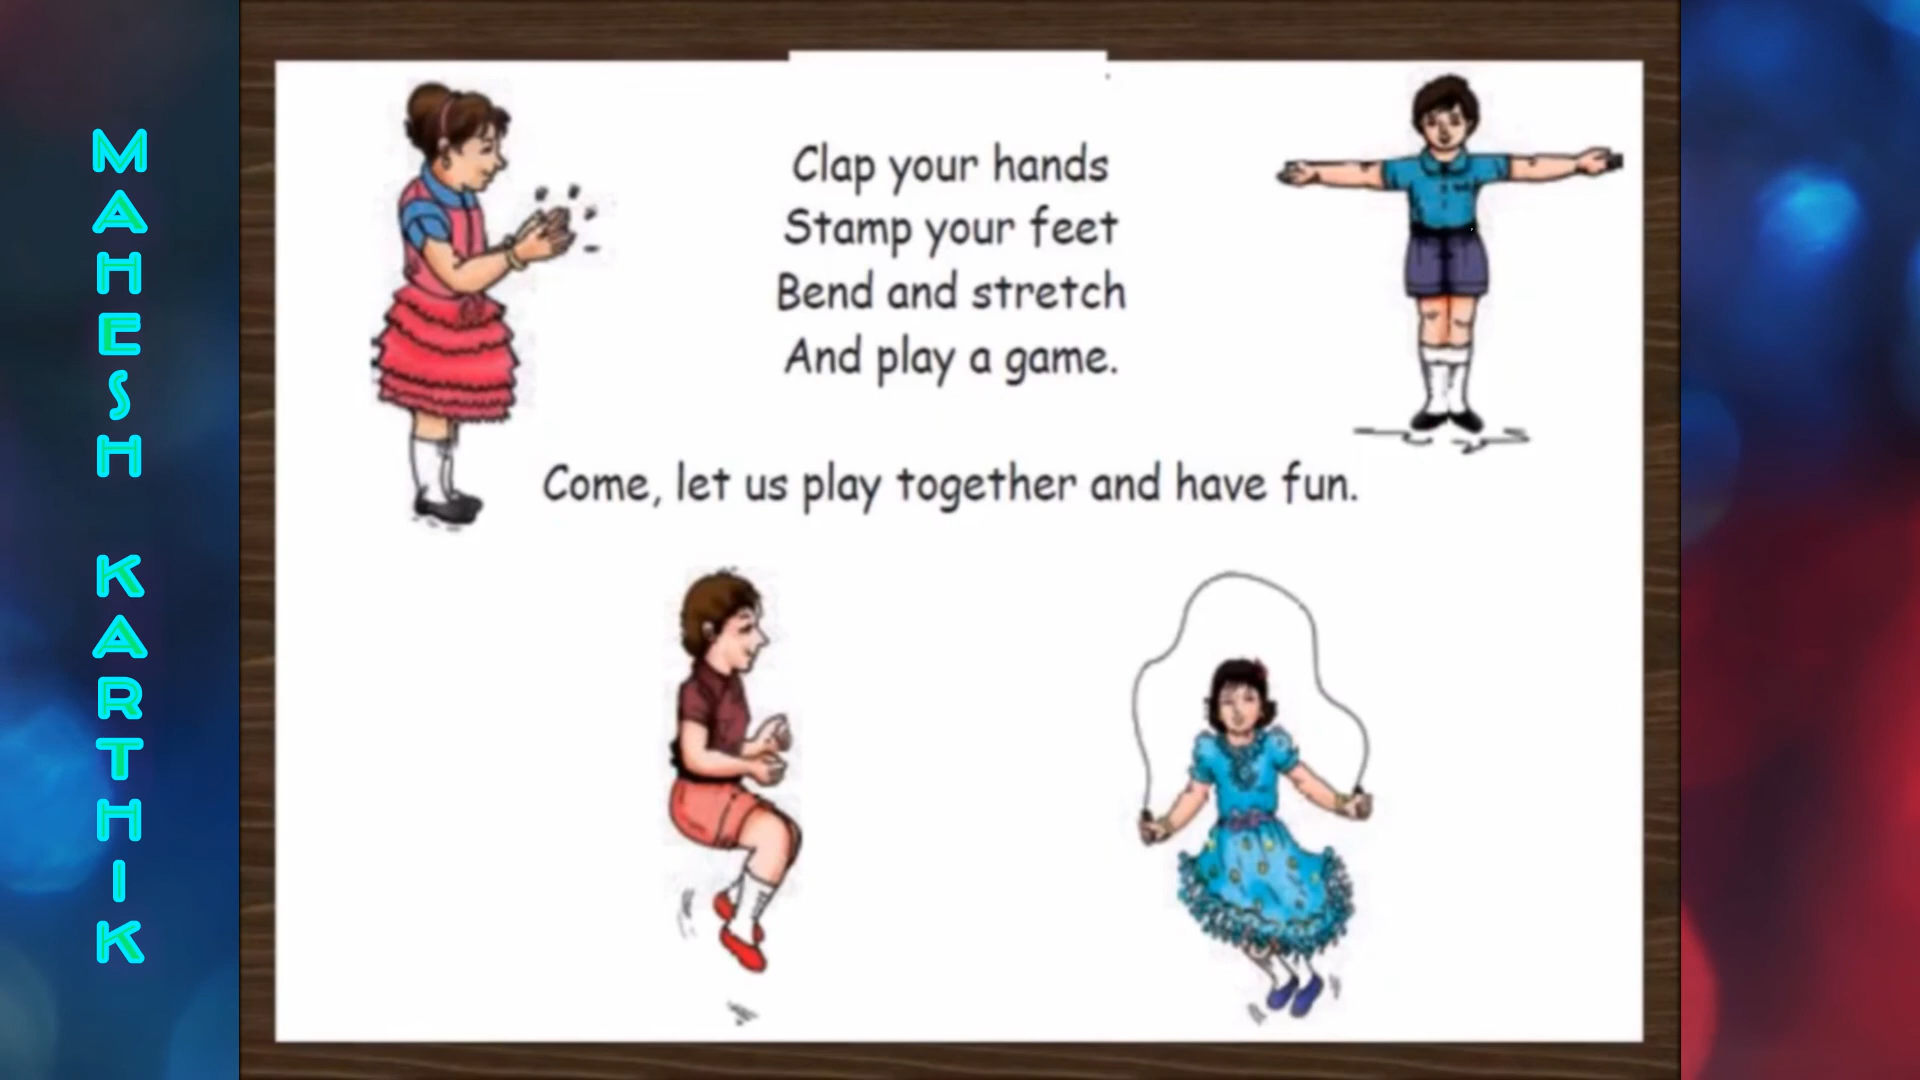 MAHESH KARTHIK
Clap your hands
Stamp your feet
Bend and stretch
And play a game.
Come, let us play together and have fun.